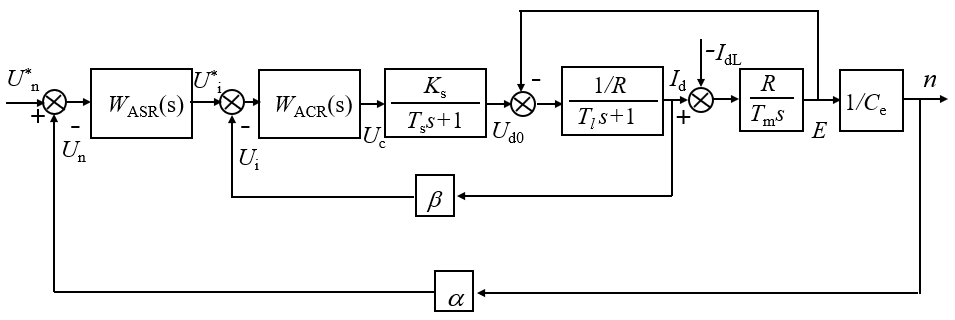 U*n
+
-
Un
WASR(s)
U*i
-
Ui
WACR(s)
Uc
Ks
Tss+1
Ud0
-
1/R
Tls+1
Id
+
-IdL
R
Tms
E
1/Ce
n
β
α